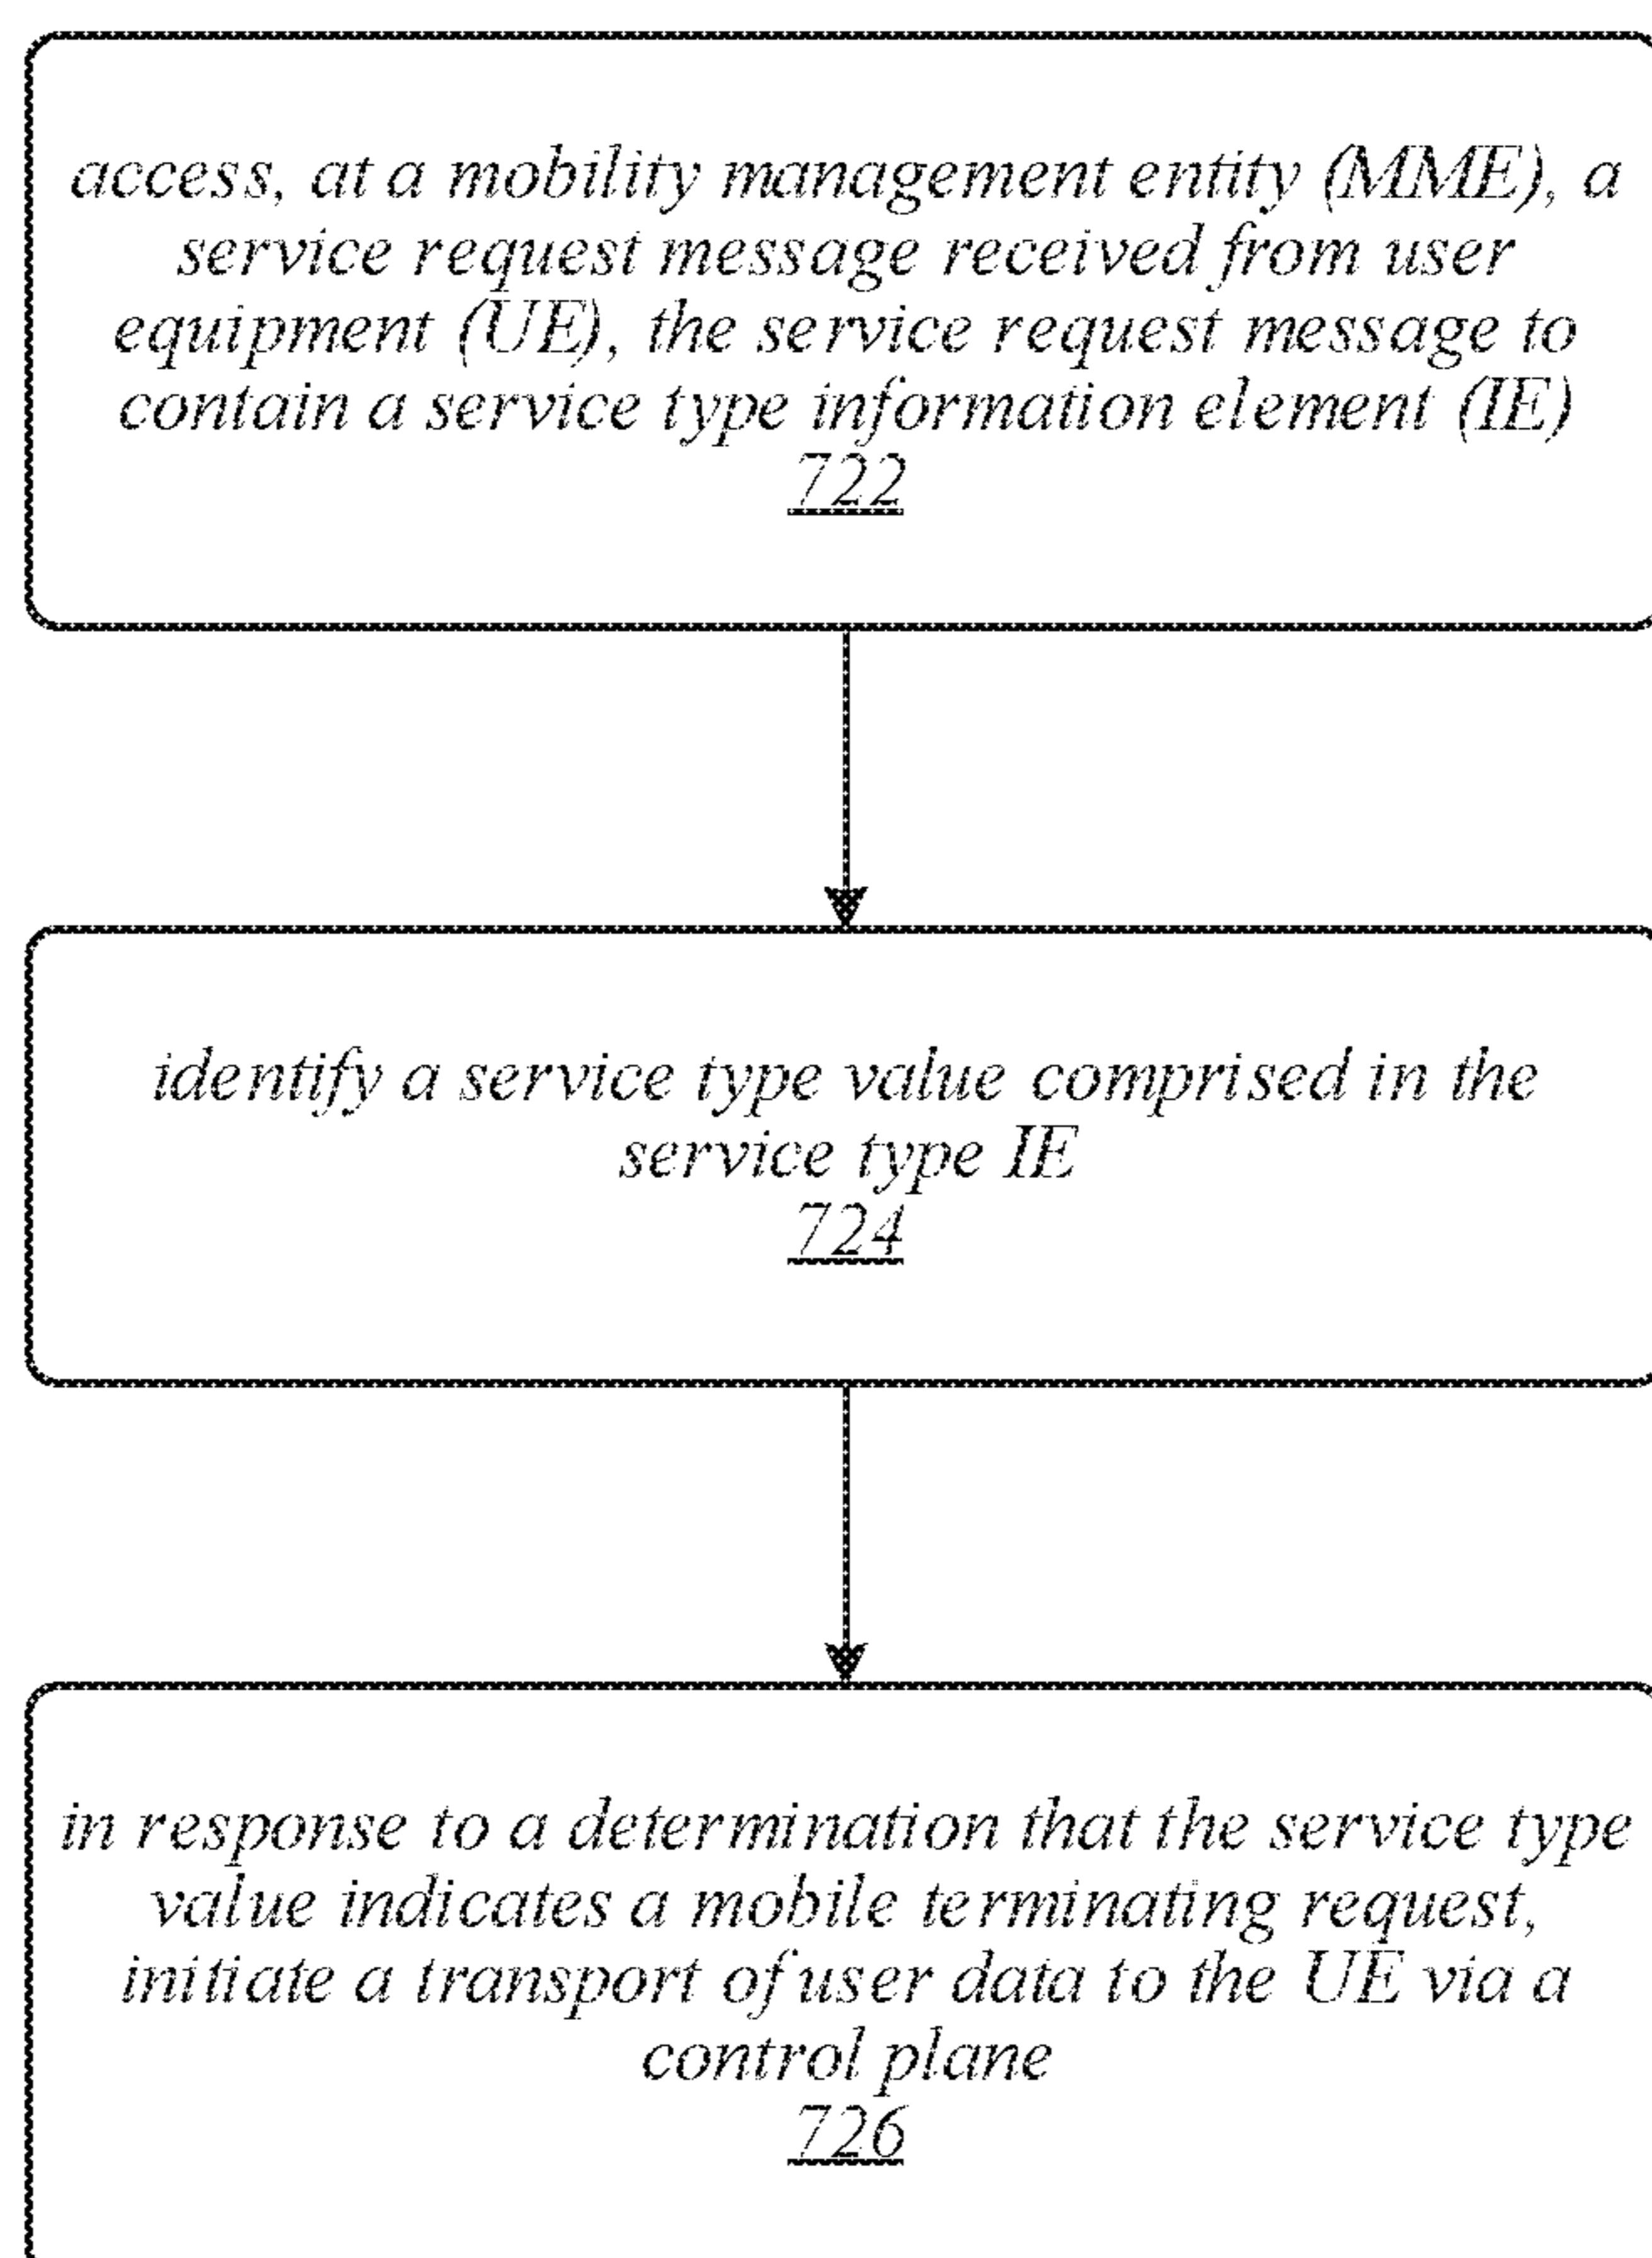 access, at a mobility management entity (MME), a
service request message received from user
equipment (UE), the service request message to
contain a service type information element (IE)
722
identify a service type value comprised in the
service type IE
724
in response to a determination that the service type
value indicates a mobile terminating request,
initiate a transport of user data to the UE via a
control plane
726